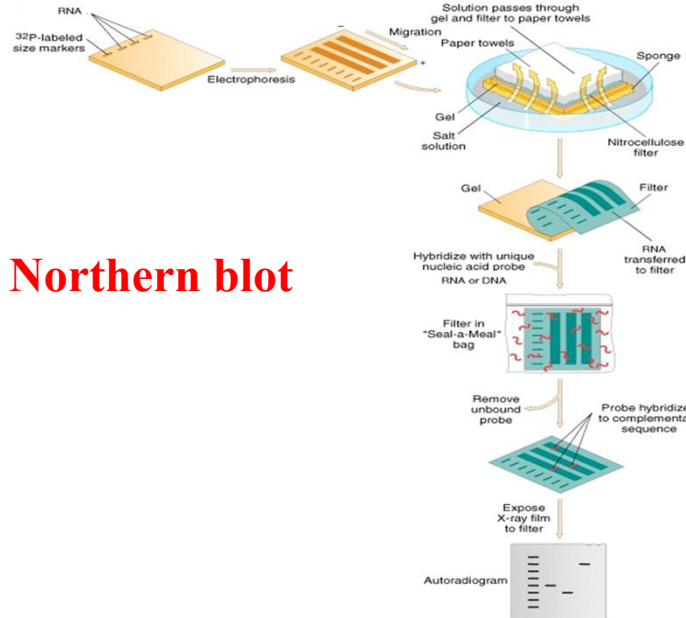 RNA
32P-labeled
size markers
Electrophoresis
−
Migration
+
Solution passes through
gel and filter to paper towels
Paper towels
Sponge
Gel
Salt
solution
Nitrocellulose
filter
Gel
Filter
RNA
transferred
to filter
Northern blot
Hybridize with unique
nucleic acid probe
RNA or DNA
Filter in
"Seal-a-Meal"
bag
Remove
unbound
probe
Probe hybridize
to complementa
sequence
Expose
X-ray film
to filter
Autoradiogram